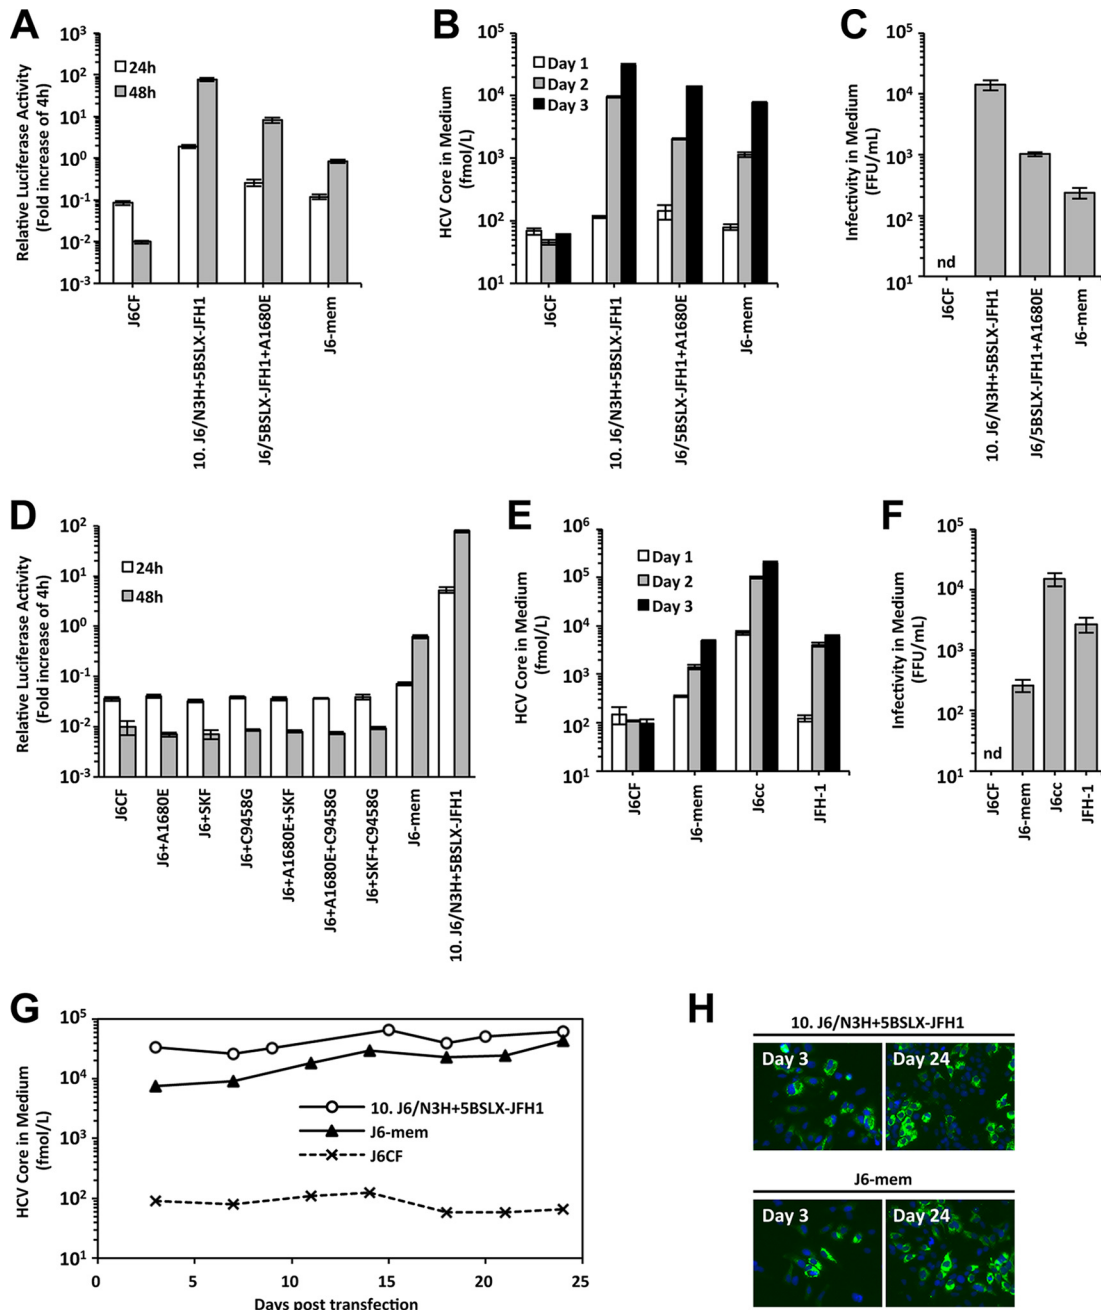 A
Relative Luciferase Activity
(Fold increase of 4h)
10³
10²
10¹
10⁰
10⁻¹
10⁻²
10⁻³
24h
48h
J6CF
10. J6/N3H+5BSLX-JFH1
J6/5BSLX-JFH1+A1680E
J6-mem
B
HCV Core in Medium
(fmol/L)
10⁵
10⁴
10³
10²
10¹
Day 1
Day 2
Day 3
J6CF
10. J6/N3H+5BSLX-JFH1
J6/5BSLX-JFH1+A1680E
J6-mem
C
Infectivity in Medium
(FFU/mL)
10⁵
10⁴
10³
10²
10¹
nd
J6CF
10. J6/N3H+5BSLX-JFH1
J6/5BSLX-JFH1+A1680E
J6-mem
D
Relative Luciferase Activity
(Fold increase of 4h)
10²
10¹
10⁰
10⁻¹
10⁻²
10⁻³
24h
48h
J6CF
J6+A1680E
J6+SKF
J6+C9458G
J6+A1680E+SKF
J6+A1680E+C9458G
J6+SKF+C9458G
J6-mem
10. J6/N3H+5BSLX-JFH1
E
HCV Core in Medium
(fmol/L)
10⁶
10⁵
10⁴
10³
10²
10¹
Day 1
Day 2
Day 3
J6CF
J6-mem
J6cc
JFH-1
F
Infectivity in Medium
(FFU/mL)
10⁵
10⁴
10³
10²
10¹
nd
J6CF
J6-mem
J6cc
JFH-1
G
HCV Core in Medium
(fmol/L)
10⁵
10⁴
10³
10²
10¹
10. J6/N3H+5BSLX-JFH1
J6-mem
J6CF
0 5 10 15 20 25
Days post transfection
H
10. J6/N3H+5BSLX-JFH1
Day 3
Day 24
J6-mem
Day 3
Day 24